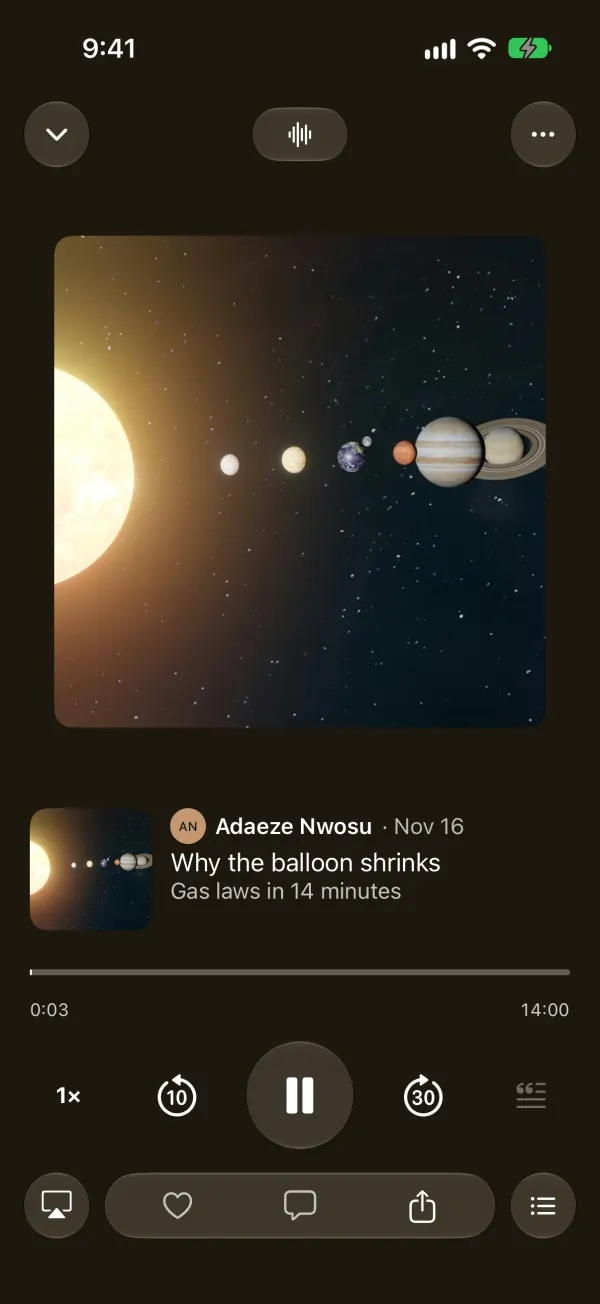 9:41
AN Adaeze Nwosu · Nov 16
Why the balloon shrinks
Gas laws in 14 minutes
0:03 14:00
1× 10 30